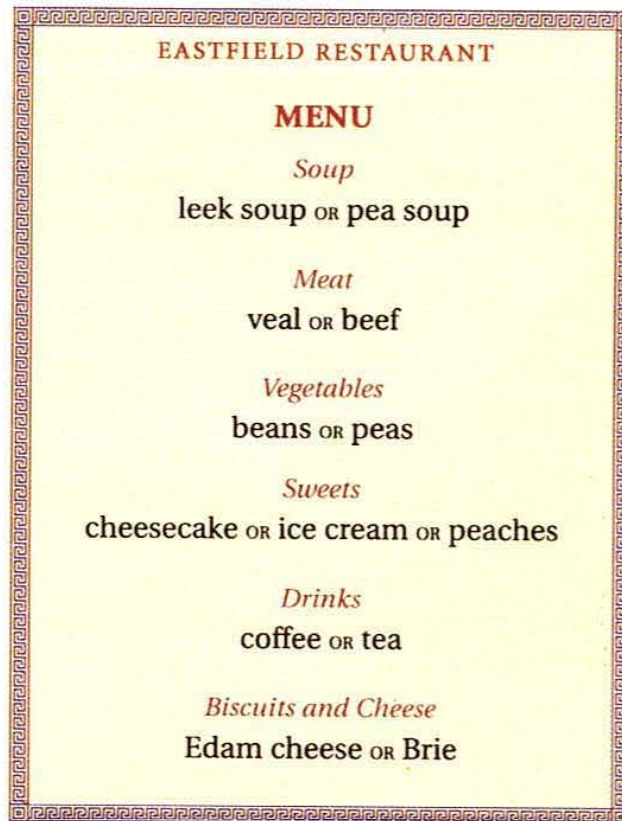 EASTFIELD RESTAURANT
MENU
Soup
leek soup OR pea soup
Meat
veal OR beef
Vegetables
beans OR peas
Sweets
cheesecake OR ice cream OR peaches
Drinks
coffee OR tea
Biscuits and Cheese
Edam cheese OR Brie